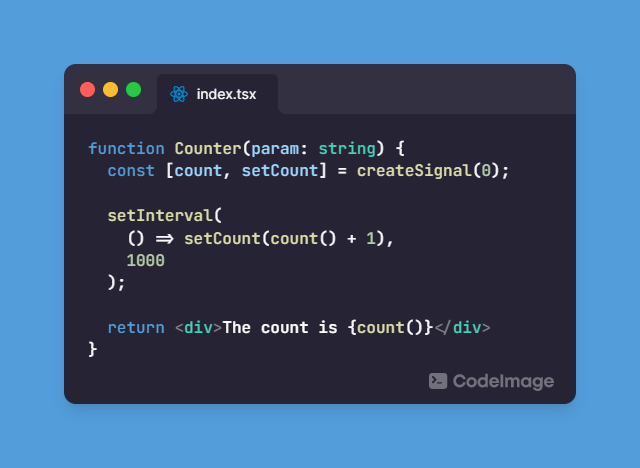 index.tsx
function Counter(param: string) {
  const [count, setCount] = createSignal(0);

  setInterval(
    () => setCount(count() + 1),
    1000
  );

  return <div>The count is {count()}</div>
}
CodeImage